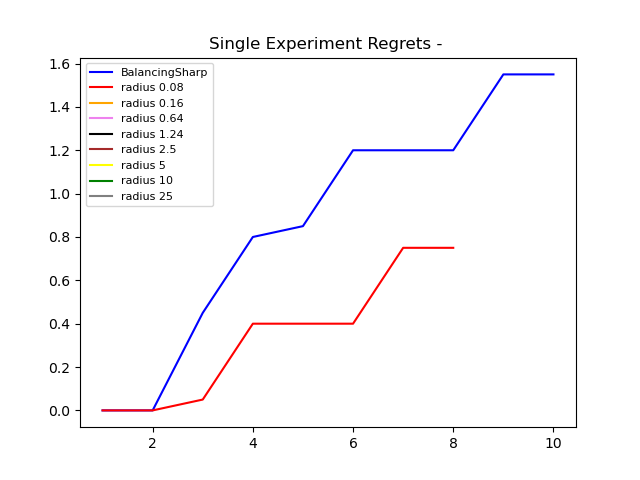 Single Experiment Regrets -
1.6
1.4
1.2
1.0
0.8
0.6
0.4
0.2
0.0
BalancingSharp
radius 0.08
radius 0.16
radius 0.64
radius 1.24
radius 2.5
radius 5
radius 10
radius 25
2 4 6 8 10